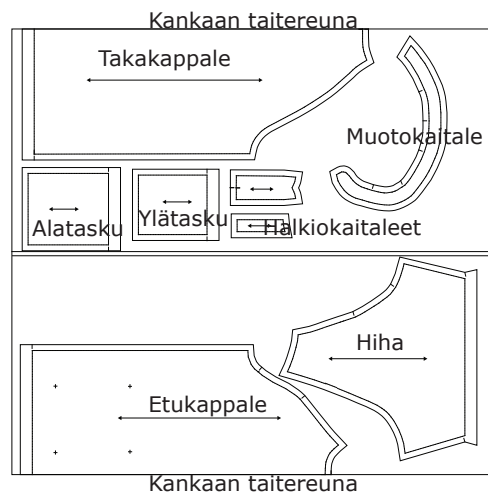 Kankaan taitereuna
Takakappale
Muotokaitale
Alatasku
Ylätasku
Halkiokaitaleet
Hiha
Etukappale
Kankaan taitereuna